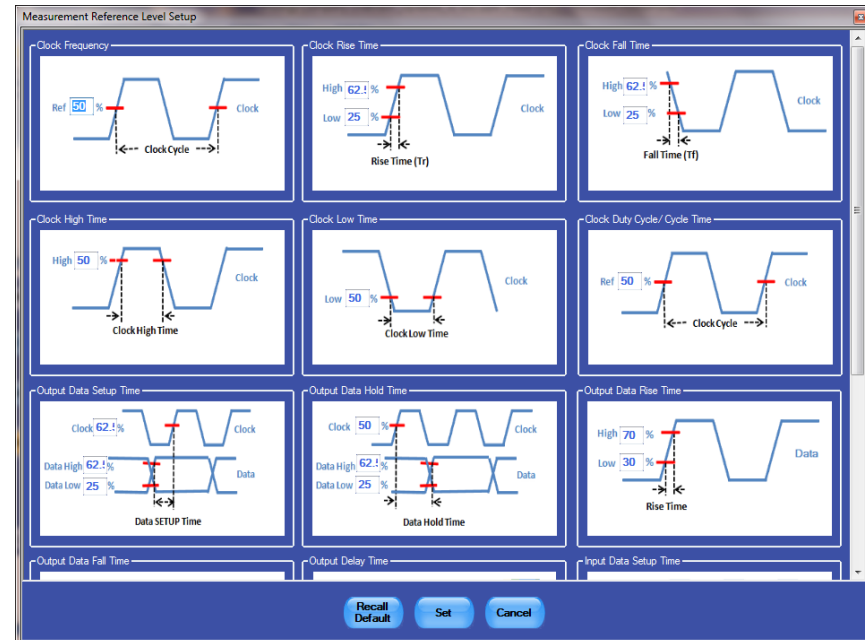 Measurement Reference Level Setup
Clock Frequency
Ref 50 %
Clock
Clock Cycle
Clock Rise Time
High 62.5 %
Low 25 %
Clock
Rise Time (Tr)
Clock Fall Time
High 62.5 %
Low 25 %
Clock
Fall Time (Tf)
Clock High Time
High 50 %
Clock
Clock High Time
Clock Low Time
Low 50 %
Clock
Clock Low Time
Clock Duty Cycle/ Cycle Time
Ref 50 %
Clock
Clock Cycle
Output Data Setup Time
Clock 62.5 %
Clock
Data High 62.5 %
Data Low 25 %
Data
Data SETUP Time
Output Data Hold Time
Clock 50 %
Clock
Data High 62.5 %
Data Low 25 %
Data
Data Hold Time
Output Data Rise Time
High 70 %
Low 30 %
Data
Rise Time
Output Data Fall Time
Output Delay Time
Input Data Setup Time
Recall Default
Set
Cancel